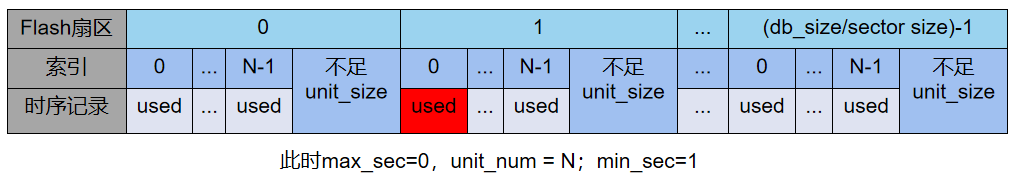 Flash扇区 0 1 ... (db_size/sector size)-1
索引 0 ... N-1 不足 0 ... N-1 不足 ... 0 ... N-1 不足
unit_size unit_size unit_size
时序记录 used ... used used ... used ... used ... used
此时max_sec=0，unit_num = N；min_sec=1